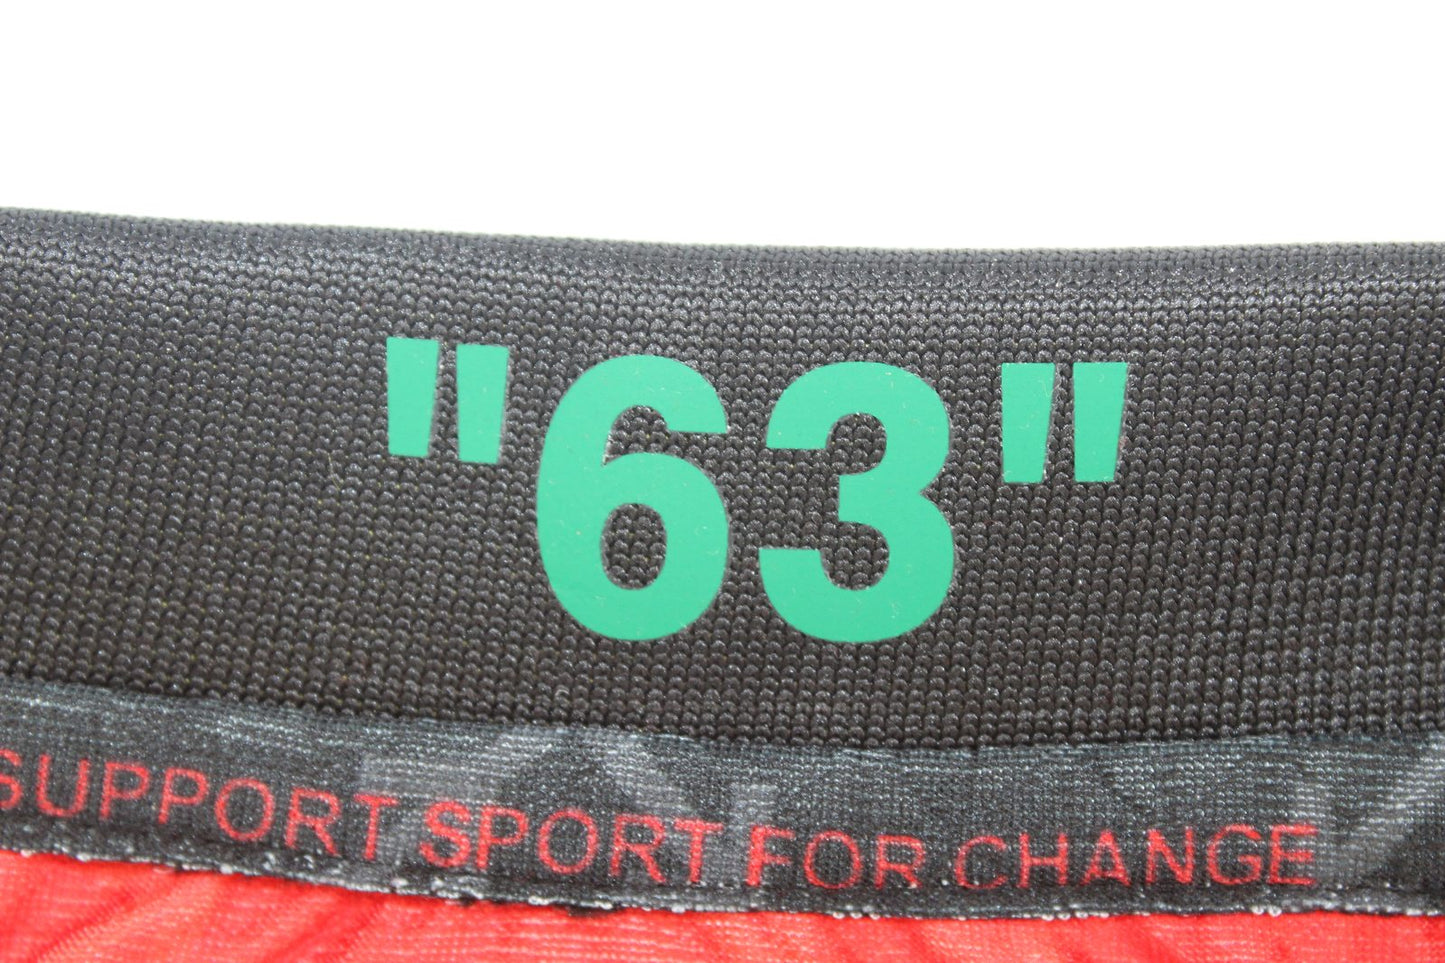 "63"
SUPPORT SPORT FOR CHANGE